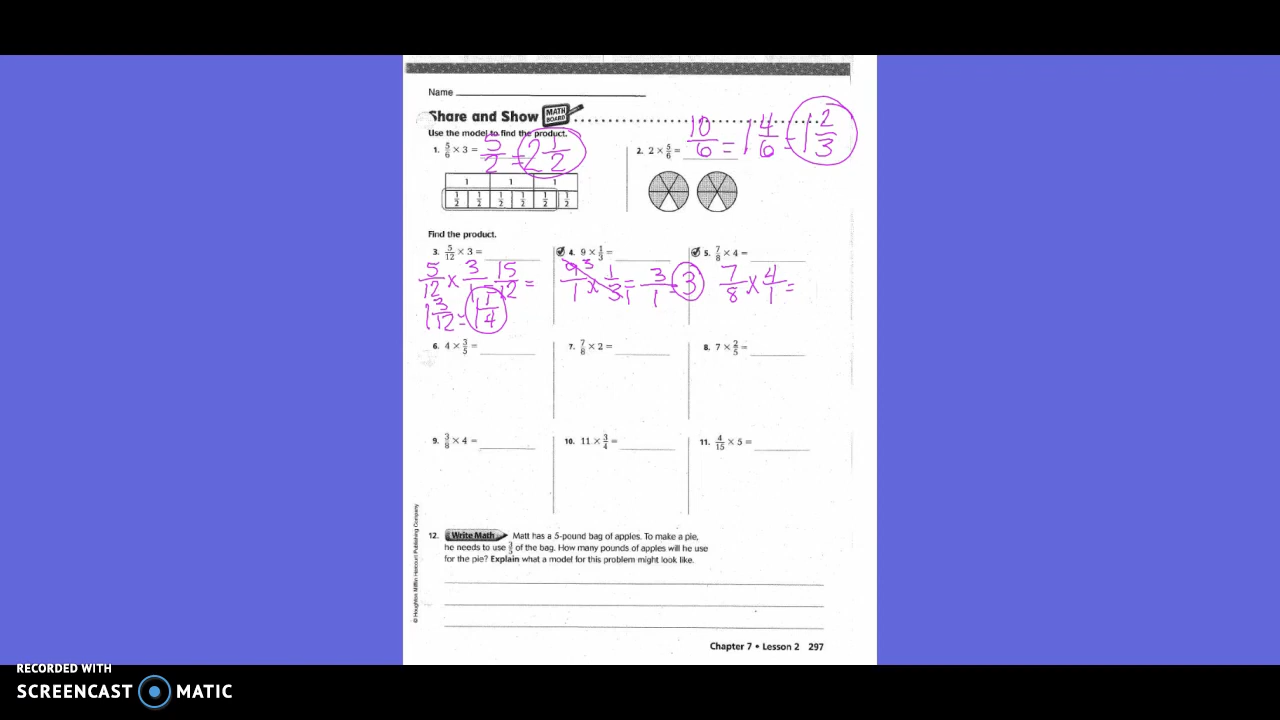 Name
Share and Show MATH BOARD
Use the model to find the product.
1. 5/6 × 3 = 5/2 = 2 1/2
1 1 1
1/2 1/2 1/2 1/2 1/2 1/2
2. 2 × 5/6 = 10/6 = 1 4/6 = 1 2/3
Find the product.
3. 5/12 × 3 =
5/12 x 3/1 = 15/12 =
1 3/12 = 1 1/4
4. 9 × 1/3 =
9/1 3 x 1/3 1 = 3/1 = 3
5. 7/8 × 4 =
7/8 x 4/1 =
6. 4 × 3/5 =
7. 7/8 × 2 =
8. 7 × 2/5 =
9. 3/8 × 4 =
10. 11 × 3/4 =
11. 4/15 × 5 =
12. Write Math Matt has a 5-pound bag of apples. To make a pie,
he needs to use 3/5 of the bag. How many pounds of apples will he use
for the pie? Explain what a model for this problem might look like.
© Houghton Mifflin Harcourt Publishing Company
Chapter 7 • Lesson 2 297
RECORDED WITH
SCREENCAST MATIC